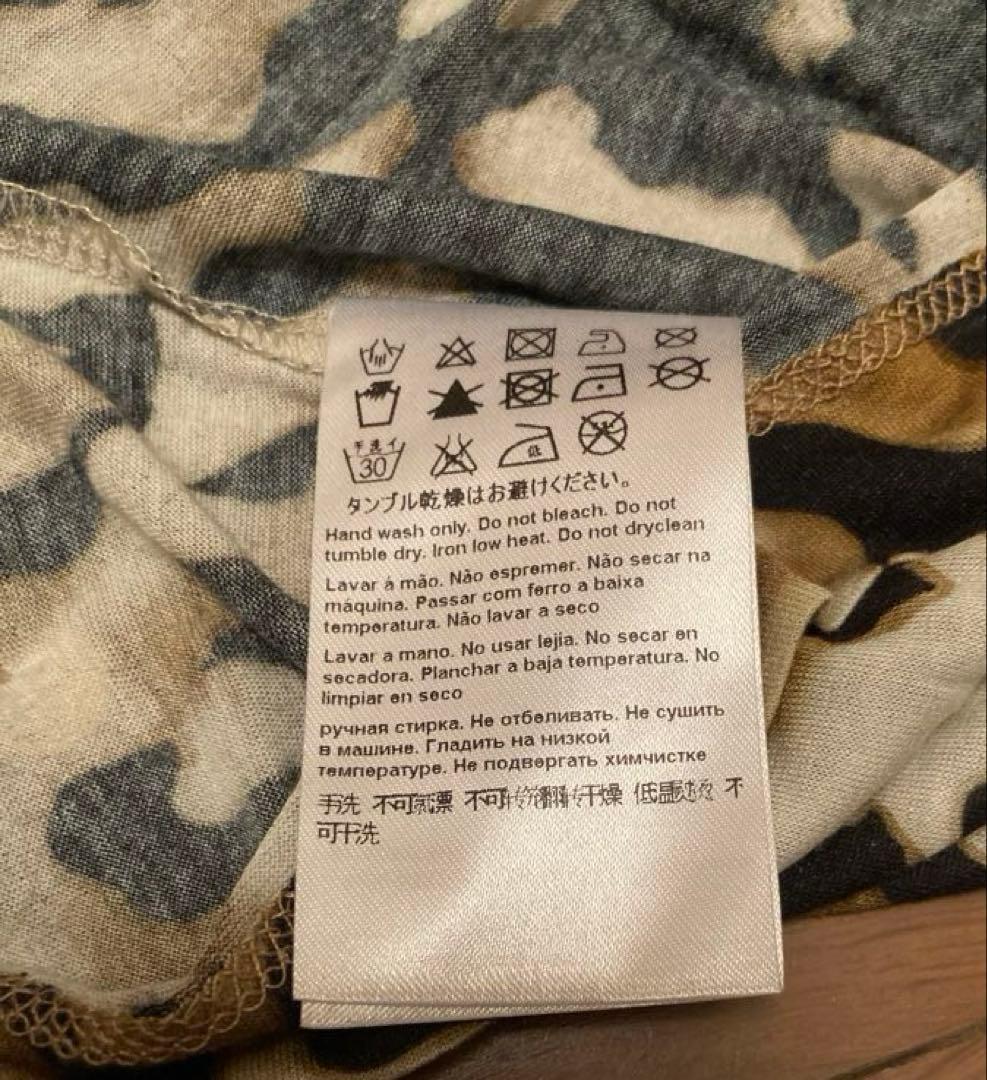 手洗イ
30
低
タンブル乾燥はお避けください。
Hand wash only. Do not bleach. Do not
tumble dry. Iron low heat. Do not dryclean
Lavar á mão. Não espremer. Não secar na
máquina. Passar com ferro a baixa
temperatura. Não lavar a seco
Lavar a mano. No usar lejia. No secar en
secadora. Planchar a baja temperatura. No
limpiar en seco
ручная стирка. Не отбеливать. Не сушить
в машине. Гладить на низкой
температуре. Не подвергать химчистке
手洗 不可氯漂 不可转笼翻转干燥 低温 不
可干洗